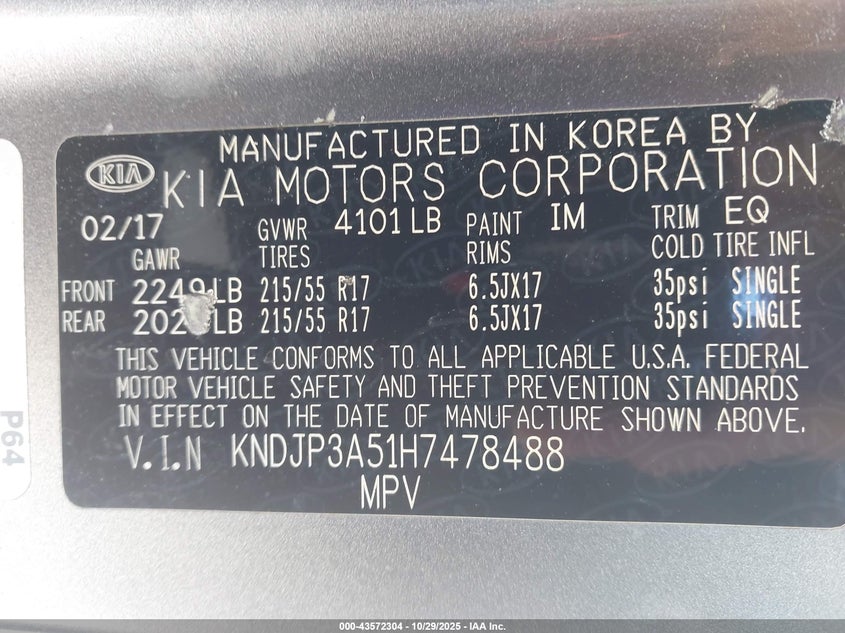 MANUFACTURED IN KOREA BY
KIA KIA MOTORS CORPORATION
02/17 GVWR 4101 LB PAINT IM TRIM EQ
GAWR TIRES RIMS COLD TIRE INFL
FRONT 2249 LB 215/55 R17 6.5JX17 35psi SINGLE
REAR LB 215/55 R17 6.5JX17 35psi SINGLE
THIS VEHICLE CONFORMS TO ALL APPLICABLE U.S.A. FEDERAL
MOTOR VEHICLE SAFETY AND THEFT PREVENTION STANDARDS
IN EFFECT ON THE DATE OF MANUFACTURE SHOWN ABOVE.
V.I.N KNDJP3A51H7478488
MPV
P64
000-43572304 | 10/29/2025 - IAA Inc.